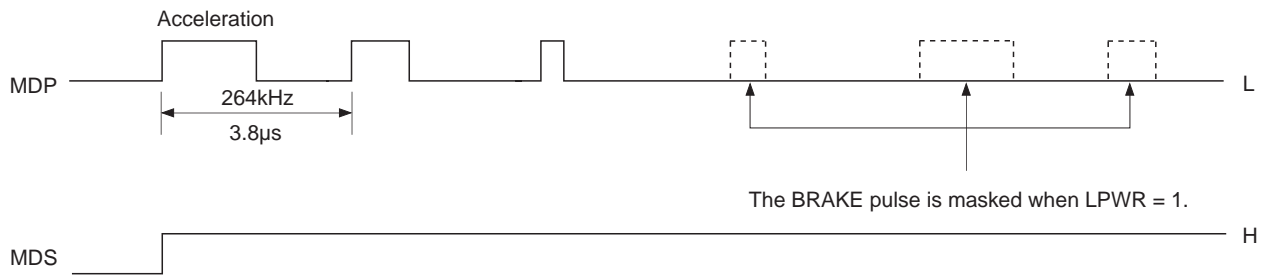 Acceleration
MDP
L
264kHz
3.8µs
The BRAKE pulse is masked when LPWR = 1.
H
MDS